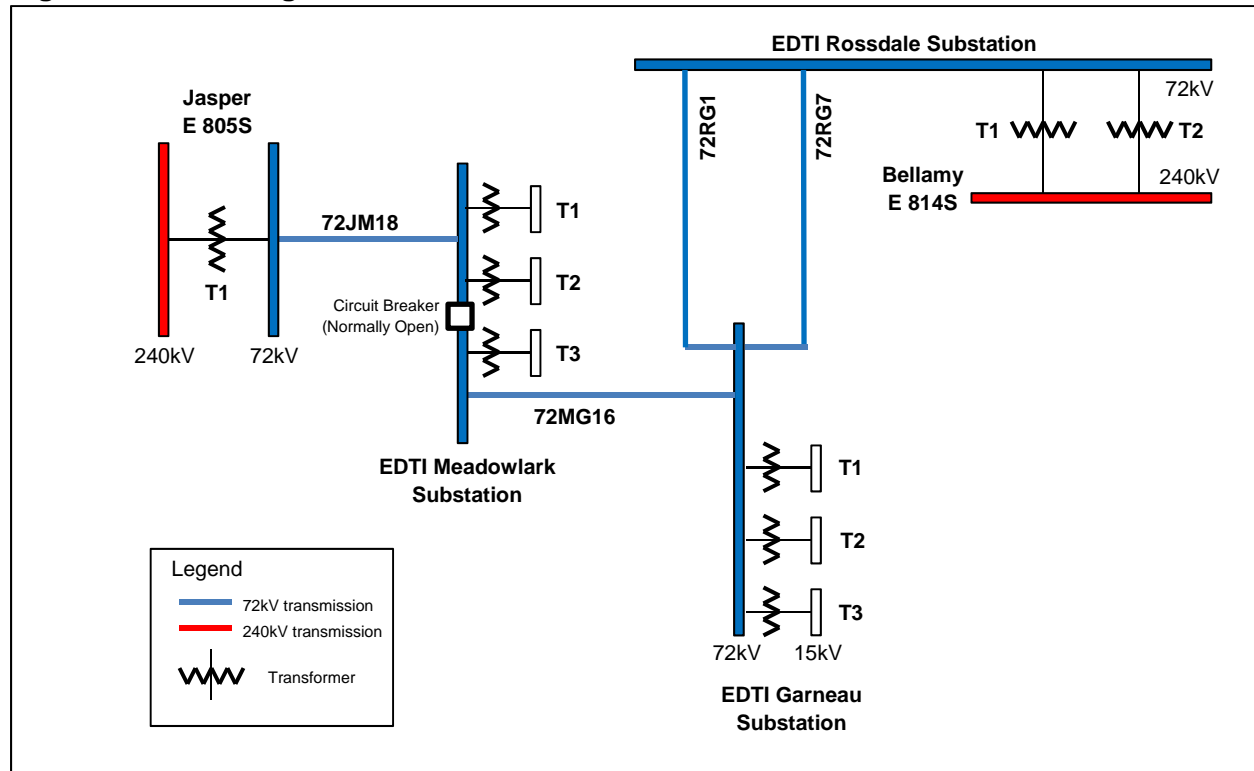 EDTI Rossdale Substation
72kV
72RG1
72RG7
T1
T2
Bellamy
E 814S
240kV
Jasper
E 805S
T1
240kV
72kV
72JM18
Circuit Breaker
(Normally Open)
T1
T2
T3
72MG16
EDTI Meadowlark
Substation
T1
T2
T3
72kV
15kV
EDTI Garneau
Substation
Legend
72kV transmission
240kV transmission
Transformer